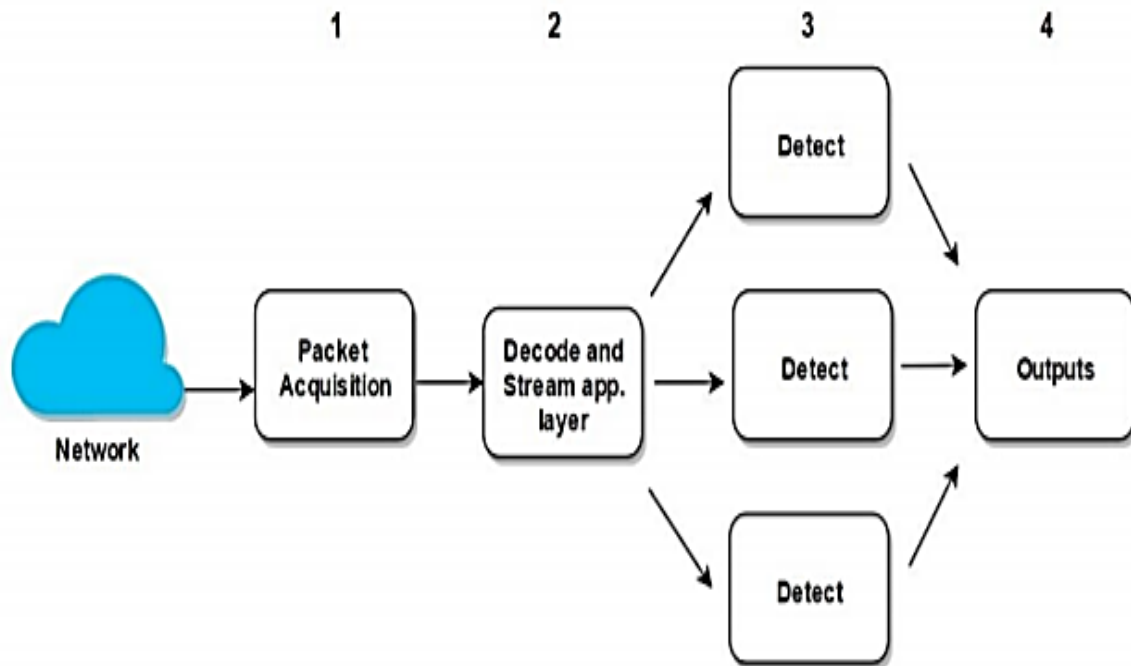 1
2
3
4
Detect
Packet
Acquisition
Decode and
Stream app.
layer
Detect
Outputs
Network
Detect